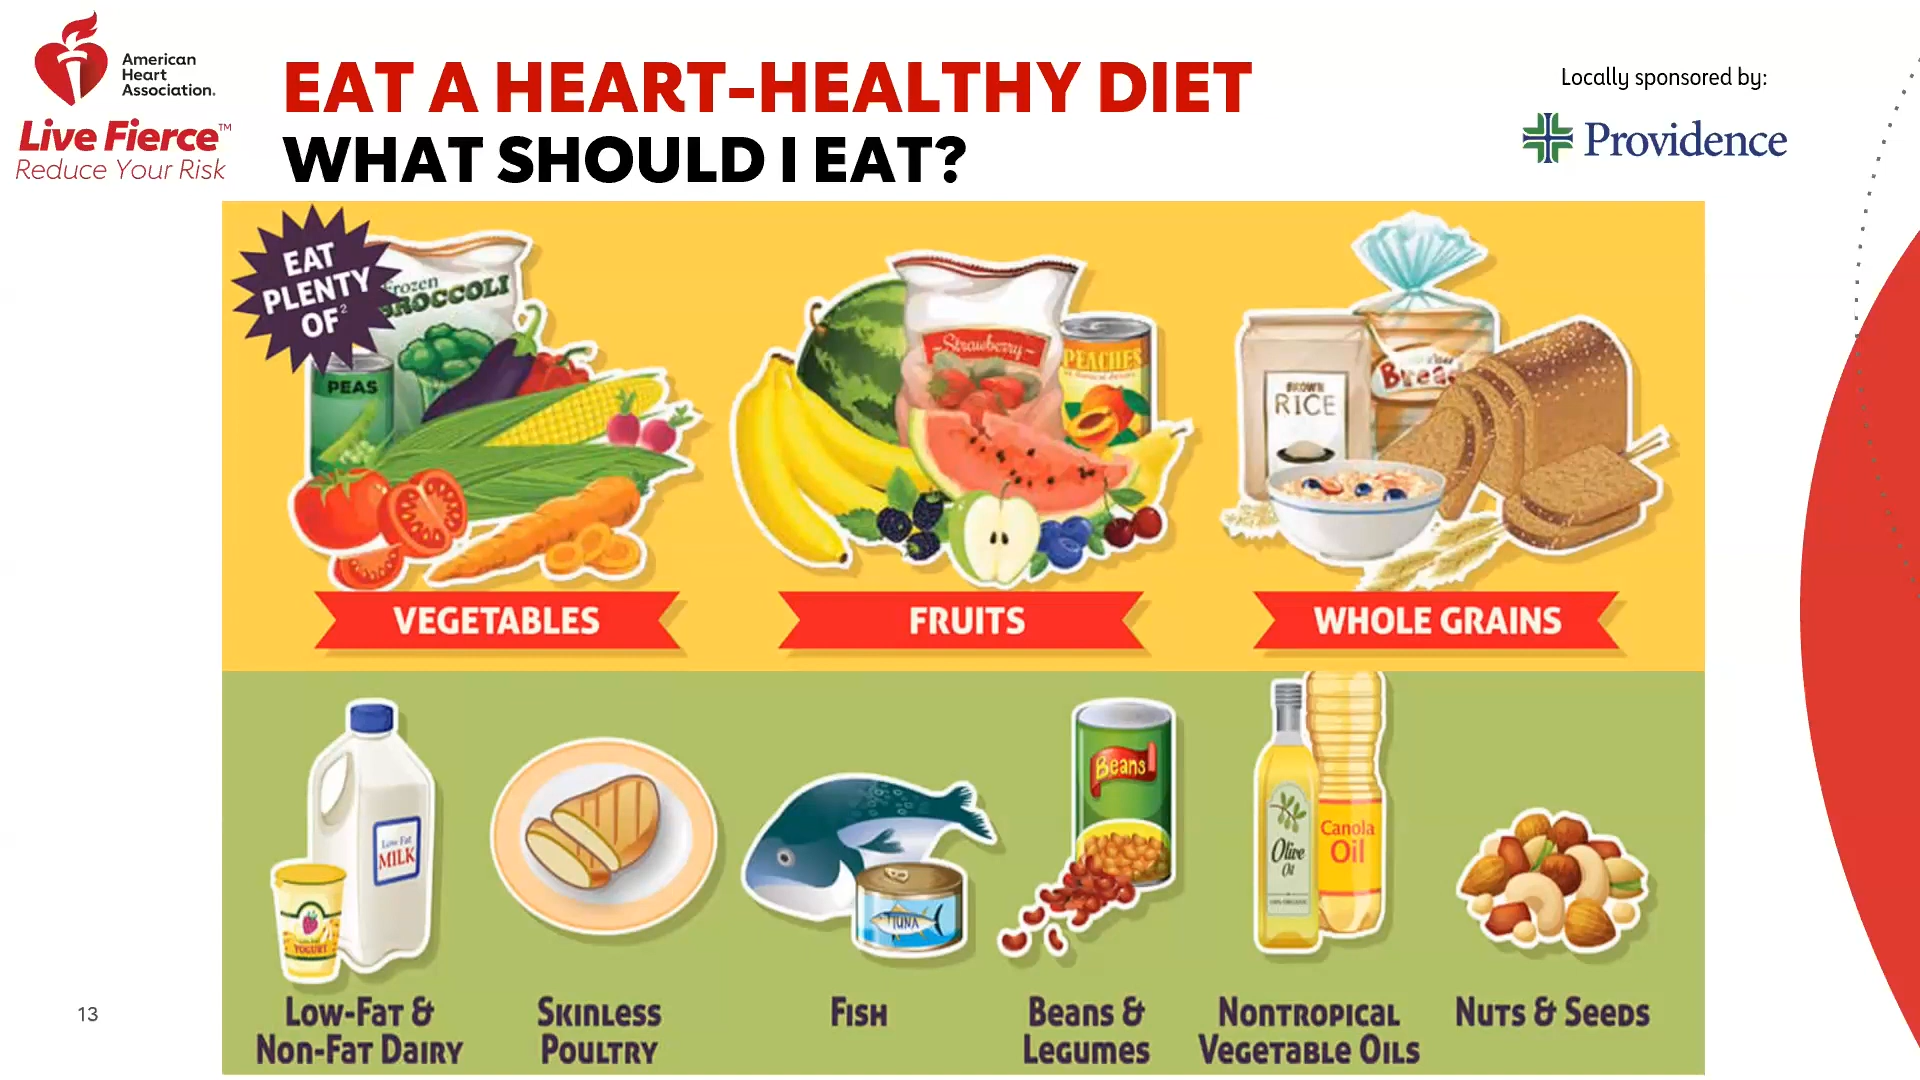 American
Heart
Association.
Live Fierce™
Reduce Your Risk
EAT A HEART-HEALTHY DIET
WHAT SHOULD I EAT?
Locally sponsored by:
Providence
EAT
PLENTY
OF²
Frozen
BROCCOLI
PEAS
Strawberry
PEACHES
BROWN
RICE
Bread
VEGETABLES
FRUITS
WHOLE GRAINS
Low Fat
MILK
YOGURT
TUNA
Beans
Olive
Oil
Canola
Oil
13
LOW-FAT &
NON-FAT DAIRY
SKINLESS
POULTRY
FISH
BEANS &
LEGUMES
NONTROPICAL
VEGETABLE OILS
NUTS & SEEDS